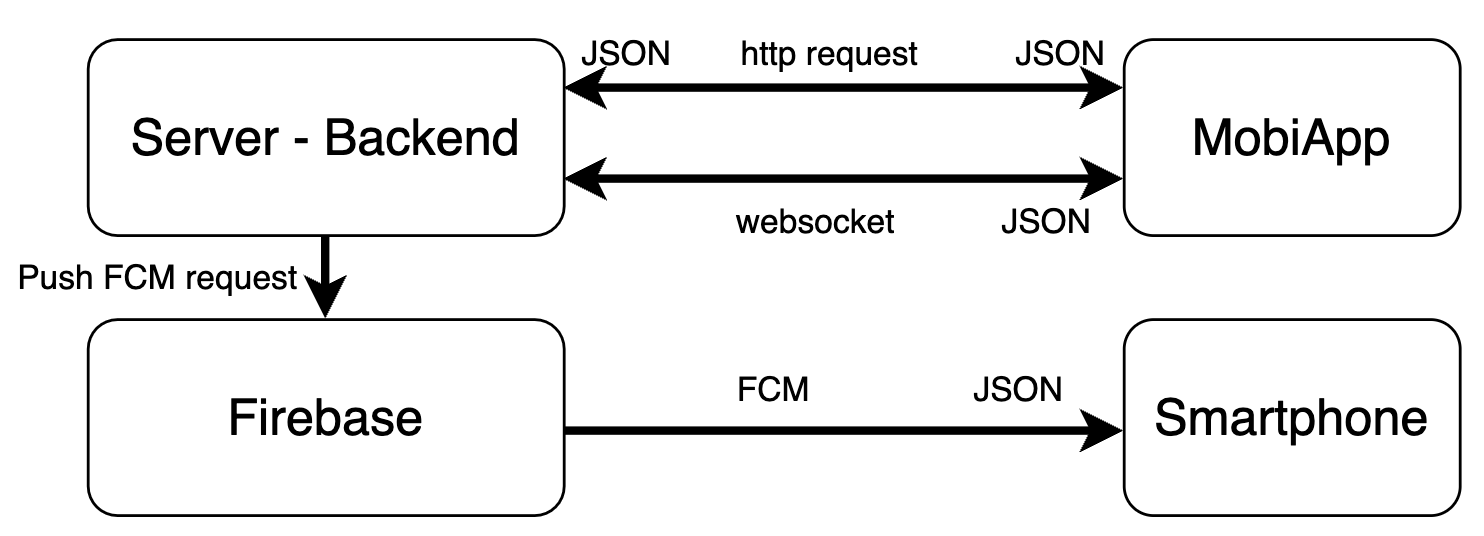 JSON http request JSON
Server - Backend
MobiApp
websocket JSON
Push FCM request
FCM JSON
Firebase
Smartphone